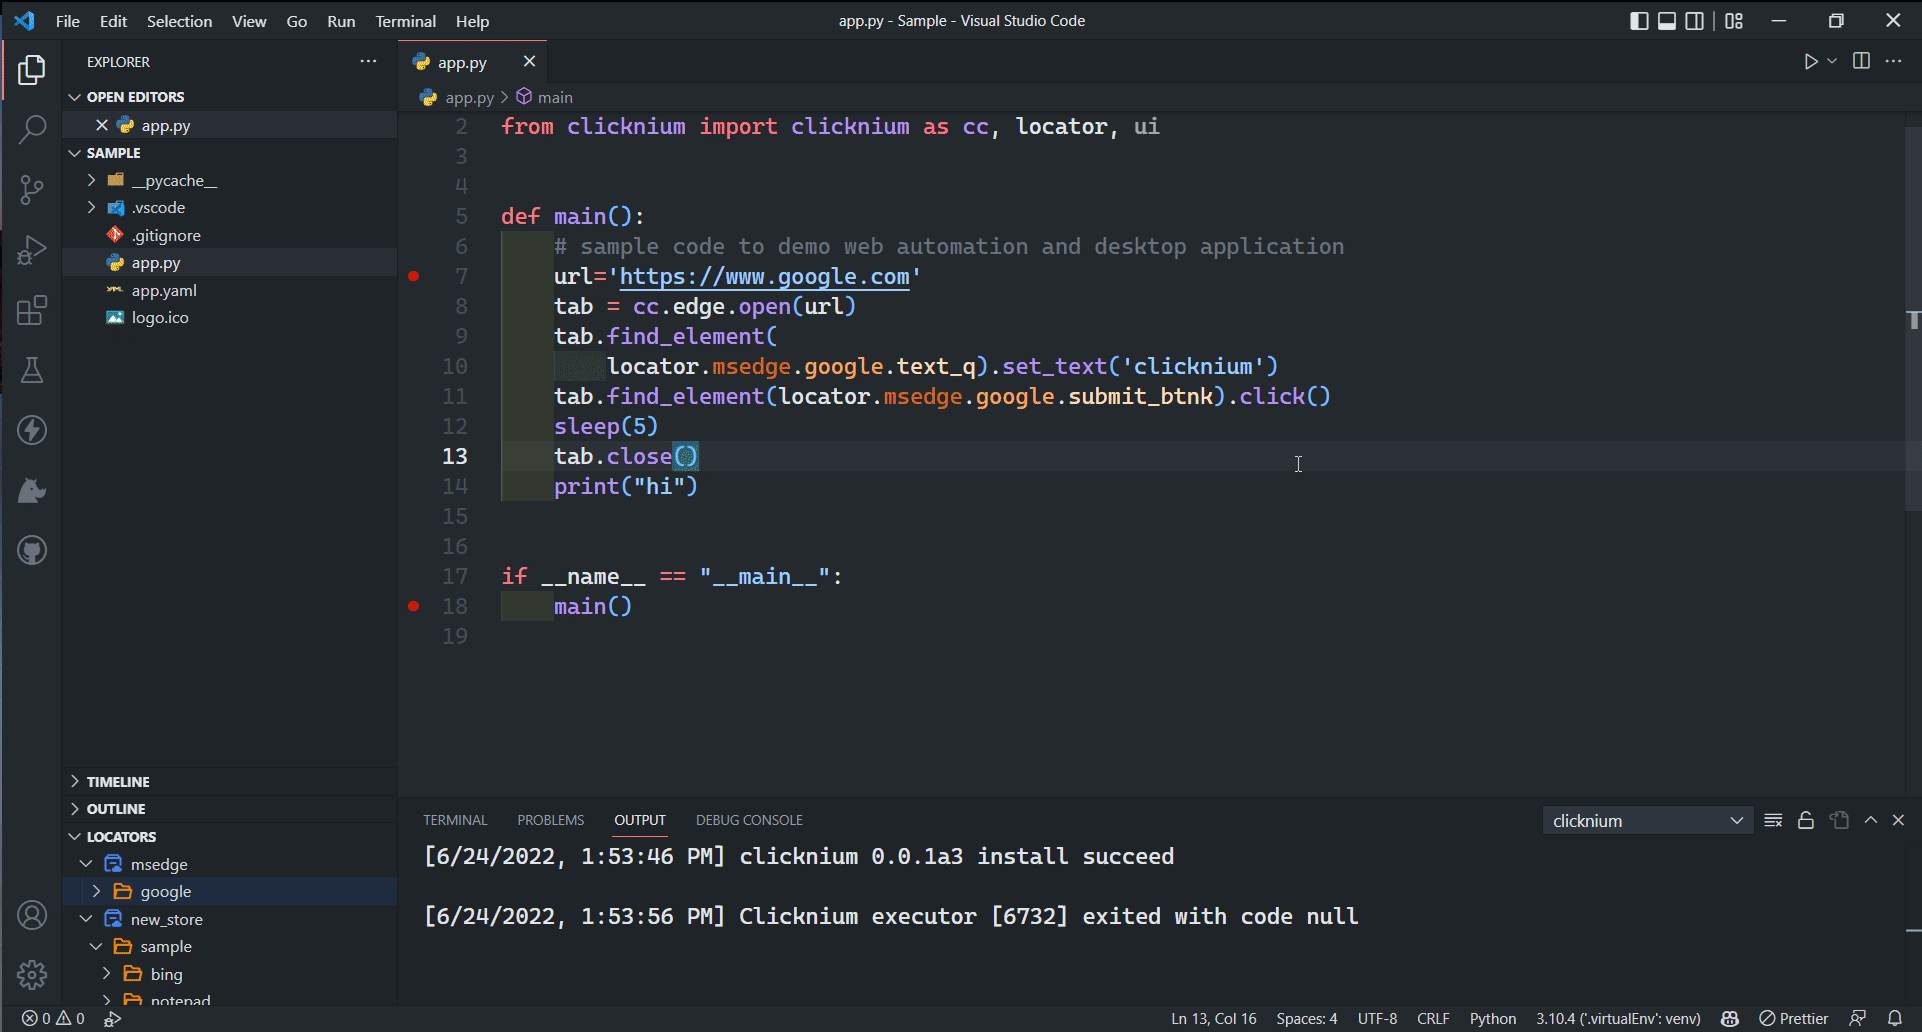 File Edit Selection View Go Run Terminal Help
app.py - Sample - Visual Studio Code
EXPLORER
OPEN EDITORS
app.py
SAMPLE
__pycache__
.vscode
.gitignore
app.py
app.yaml
logo.ico
TIMELINE
OUTLINE
LOCATORS
msedge
google
new_store
sample
bing
notepad
app.py
app.py > main
2 from clicknium import clicknium as cc, locator, ui
3
4
5 def main():
6 # sample code to demo web automation and desktop application
7 url='https://www.google.com'
8 tab = cc.edge.open(url)
9 tab.find_element(
10 locator.msedge.google.text_q).set_text('clicknium')
11 tab.find_element(locator.msedge.google.submit_btnk).click()
12 sleep(5)
13 tab.close()
14 print("hi")
15
16
17 if __name__ == "__main__":
18 main()
19
TERMINAL PROBLEMS OUTPUT DEBUG CONSOLE
clicknium
[6/24/2022, 1:53:46 PM] clicknium 0.0.1a3 install succeed
[6/24/2022, 1:53:56 PM] Clicknium executor [6732] exited with code null
0 0
Ln 13, Col 16 Spaces: 4 UTF-8 CRLF Python 3.10.4 ('.virtualEnv': venv) Prettier